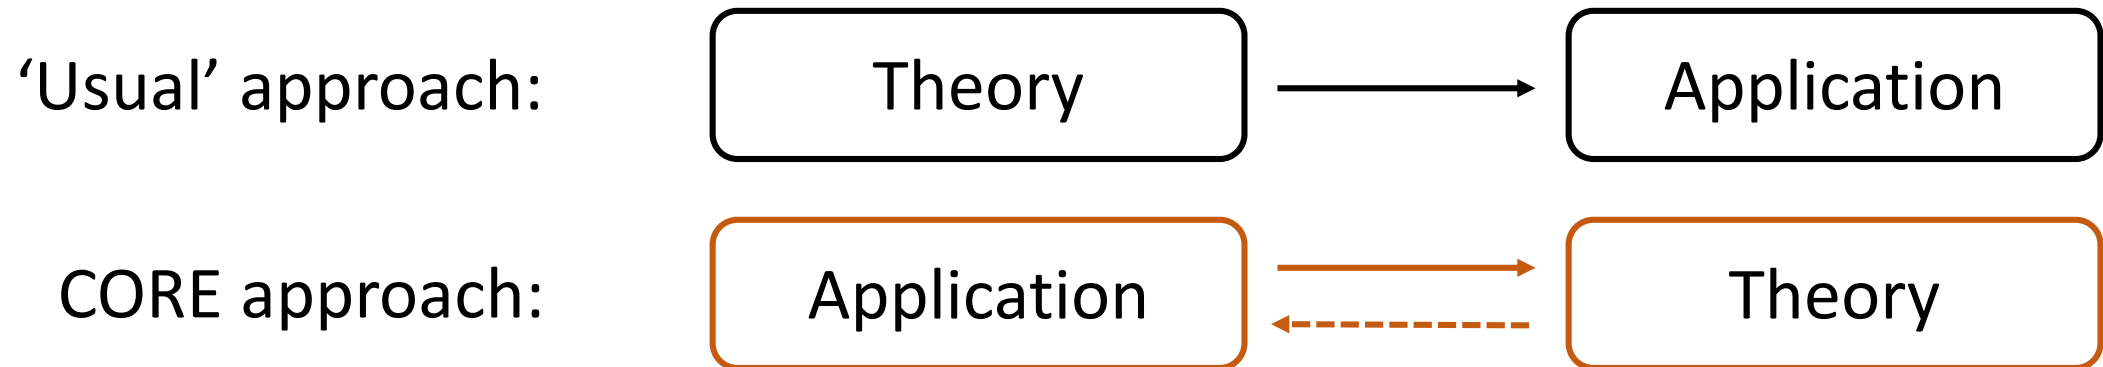 ‘Usual’ approach: Theory Application
CORE approach: Application Theory